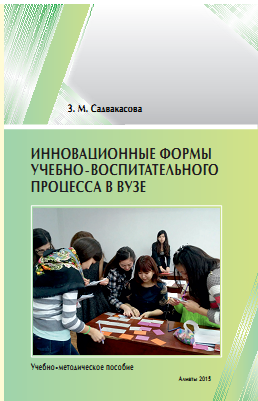 З. М. Садвакасова
ИННОВАЦИОННЫЕ ФОРМЫ
УЧЕБНО-ВОСПИТАТЕЛЬНОГО
ПРОЦЕССА В ВУЗЕ
Учебно-методическое пособие
Алматы 2015